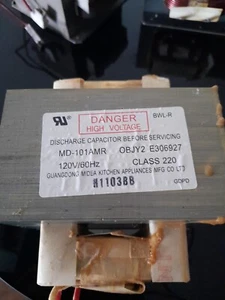 BWL-R
DANGER
HIGH VOLTAGE
DISCHARGE CAPACITOR BEFORE SERVICING
MD-101AMR OBJY2 E306927
120V/60Hz CLASS 220
GUANGDONG MIDEA KITCHEN APPLIANCES MFG CO LTD
H110388